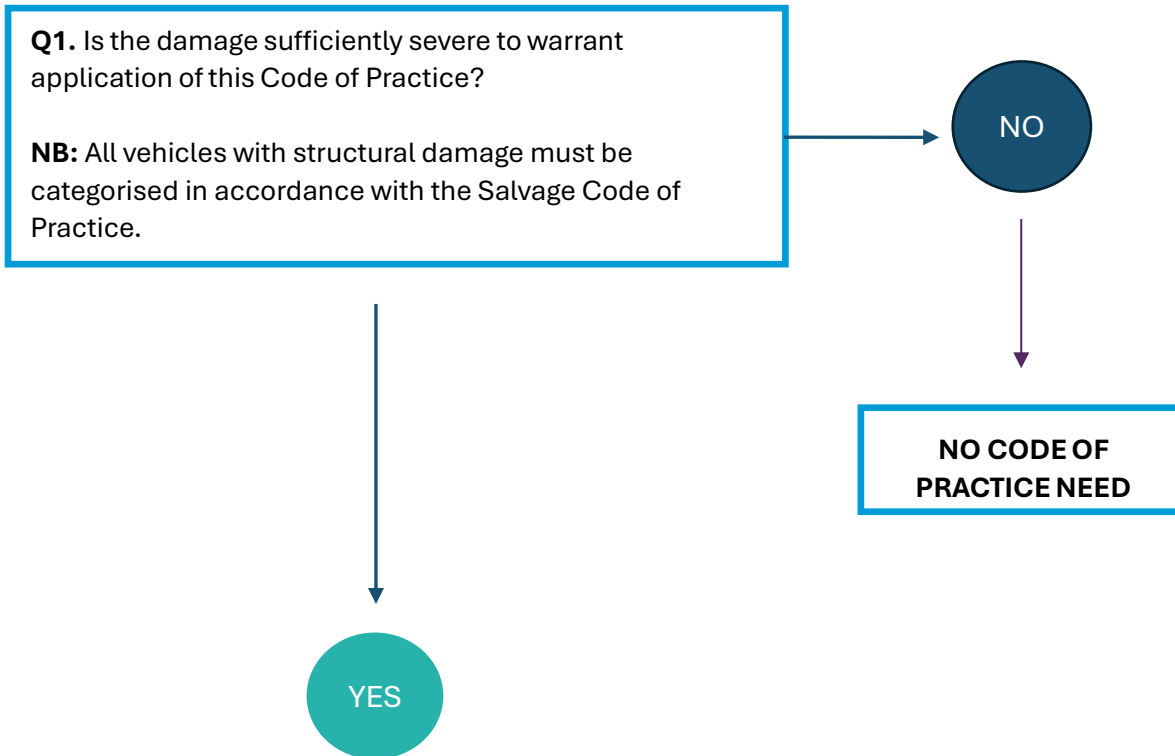 Q1. Is the damage sufficiently severe to warrant
application of this Code of Practice?
NB: All vehicles with structural damage must be
categorised in accordance with the Salvage Code of
Practice.
NO
NO CODE OF
PRACTICE NEED
YES